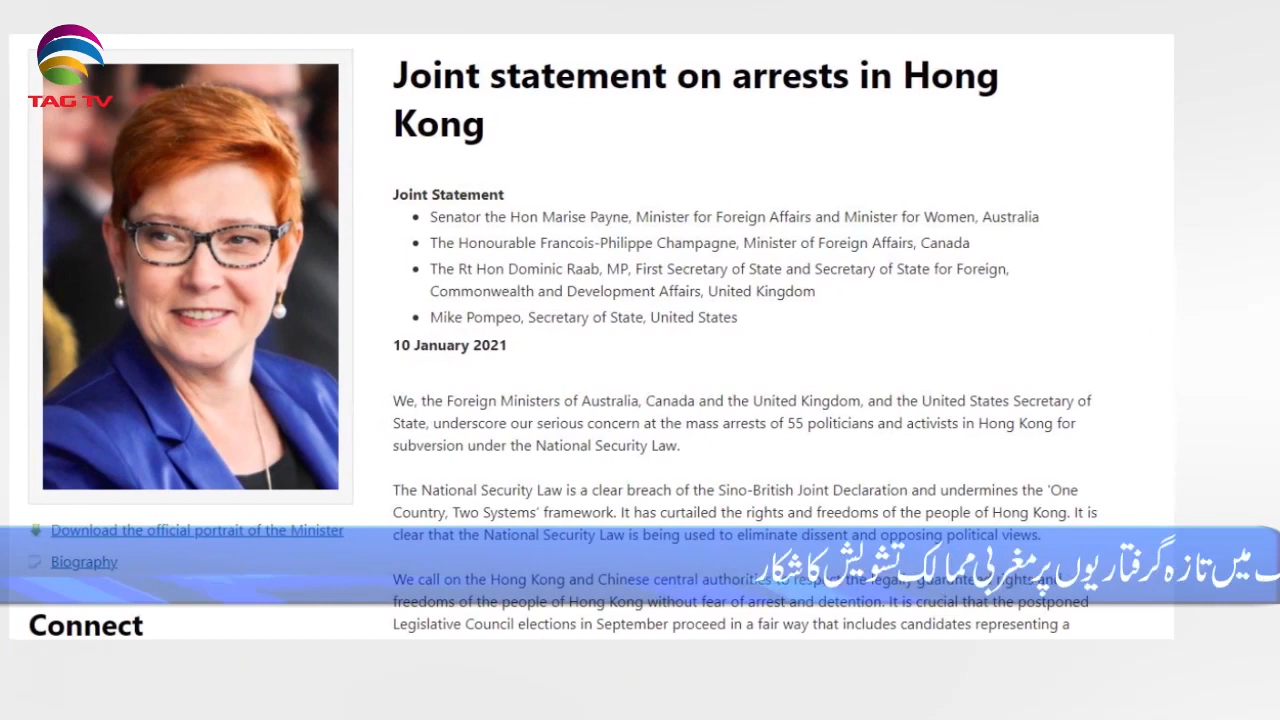 TAG TV
Joint statement on arrests in Hong
Kong
Joint Statement
• Senator the Hon Marise Payne, Minister for Foreign Affairs and Minister for Women, Australia
• The Honourable Francois-Philippe Champagne, Minister of Foreign Affairs, Canada
• The Rt Hon Dominic Raab, MP, First Secretary of State and Secretary of State for Foreign,
Commonwealth and Development Affairs, United Kingdom
• Mike Pompeo, Secretary of State, United States
10 January 2021
We, the Foreign Ministers of Australia, Canada and the United Kingdom, and the United States Secretary of
State, underscore our serious concern at the mass arrests of 55 politicians and activists in Hong Kong for
subversion under the National Security Law.
The National Security Law is a clear breach of the Sino-British Joint Declaration and undermines the 'One
Country, Two Systems' framework. It has curtailed the rights and freedoms of the people of Hong Kong. It is
clear that the National Security Law is being used to eliminate dissent and opposing political views.
We call on the Hong Kong and Chinese central authorities to respect the legally guaranteed rights and
freedoms of the people of Hong Kong without fear of arrest and detention. It is crucial that the postponed
Legislative Council elections in September proceed in a fair way that includes candidates representing a
Download the official portrait of the Minister
Biography
Connect
میں تازہ گرفتاریوں پر مغربی ممالک تشویش کا شکار